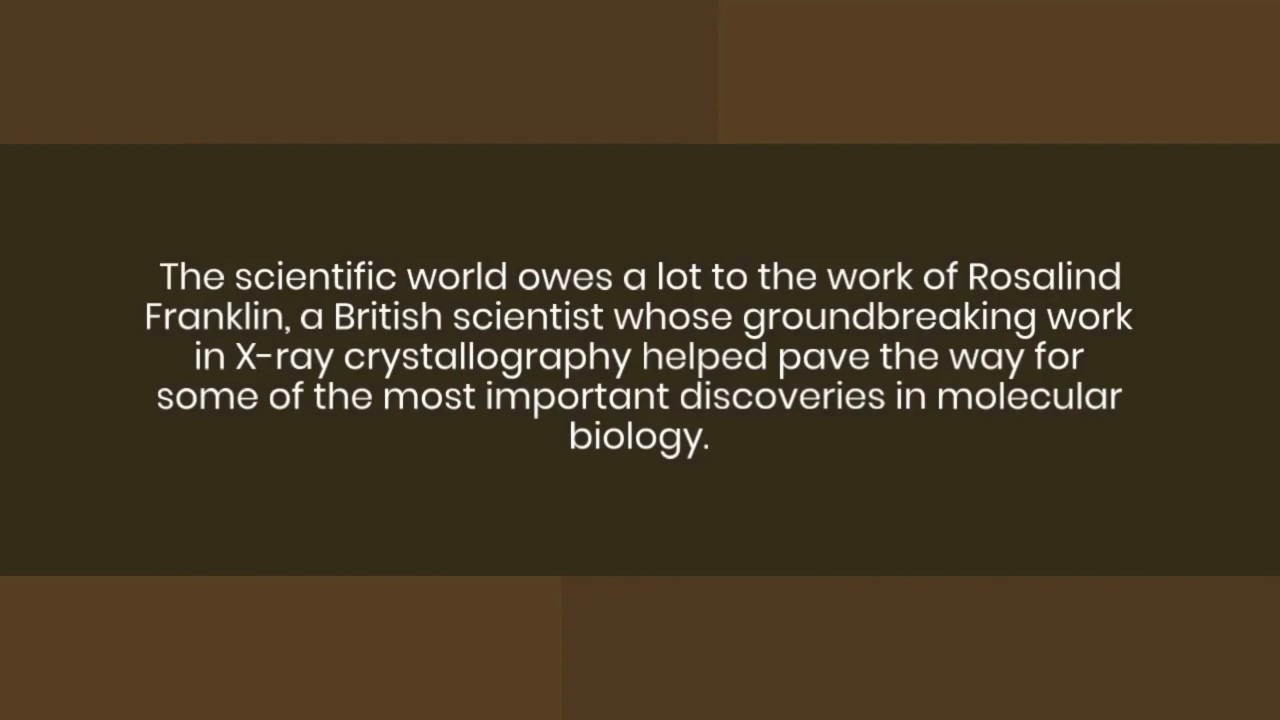 The scientific world owes a lot to the work of Rosalind
Franklin, a British scientist whose groundbreaking work
in X-ray crystallography helped pave the way for
some of the most important discoveries in molecular
biology.